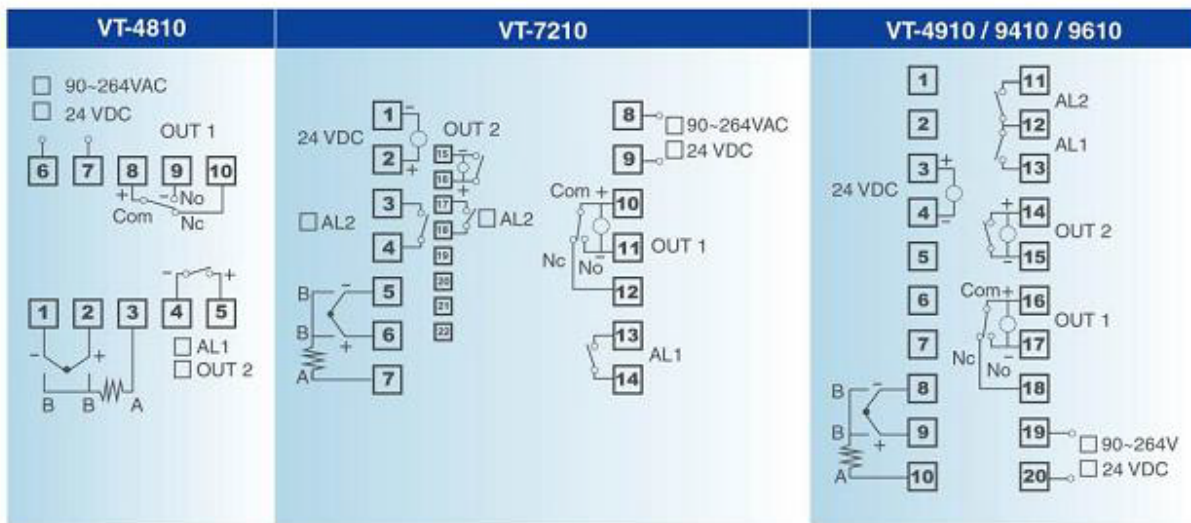 VT-4810
90~264VAC
24 VDC
OUT 1
6 7 8 9 10
+ - No
Com
Nc
- +
1 2 3 4 5
- +
AL1
OUT 2
B B A
VT-7210
1 -
24 VDC
2 +
OUT 2
15 -
16 +
17
18
19
20
21
22
3
AL2
4
AL2
B - 5
B + 6
A 7
8
90~264VAC
9
24 VDC
Com + 10
11 OUT 1
Nc No -
12
13
AL1
14
VT-4910 / 9410 / 9610
1
2
3 +
24 VDC
4 -
5
6
7
B - 8
B + 9
A 10
11
AL2
12
AL1
13
+ 14
OUT 2
- 15
Com+ 16
OUT 1
- 17
Nc
No
18
19
90~264V
20
24 VDC